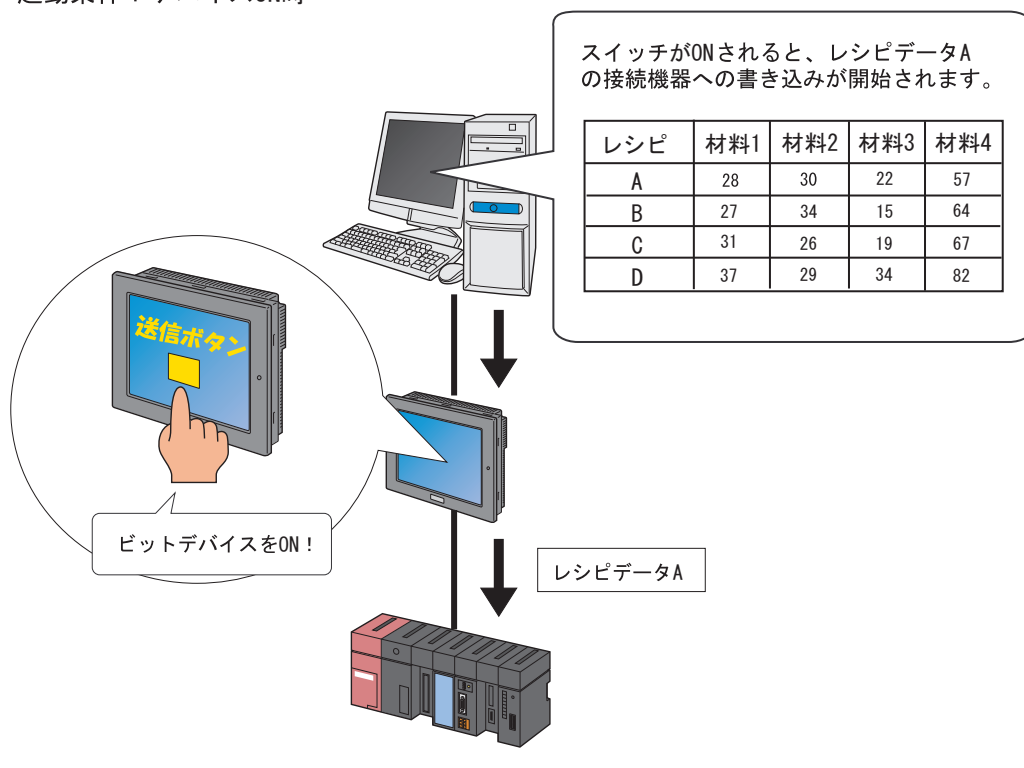 スイッチがONされると、レシピデータA
の接続機器への書き込みが開始されます。
レシピ 材料1 材料2 材料3 材料4
A 28 30 22 57
B 27 34 15 64
C 31 26 19 67
D 37 29 34 82
送信ボタン
ビットデバイスをON！
レシピデータA